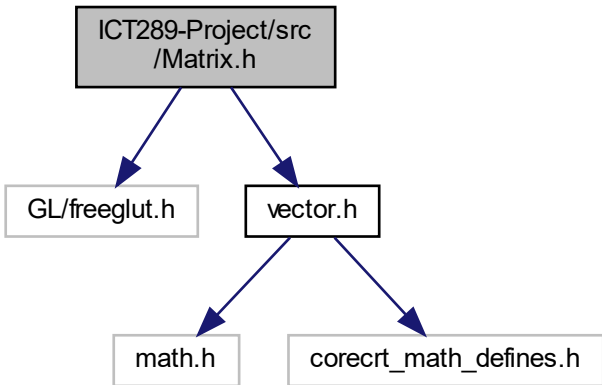 ICT289-Project/src
/Matrix.h
GL/freeglut.h
vector.h
math.h
corecrt_math_defines.h